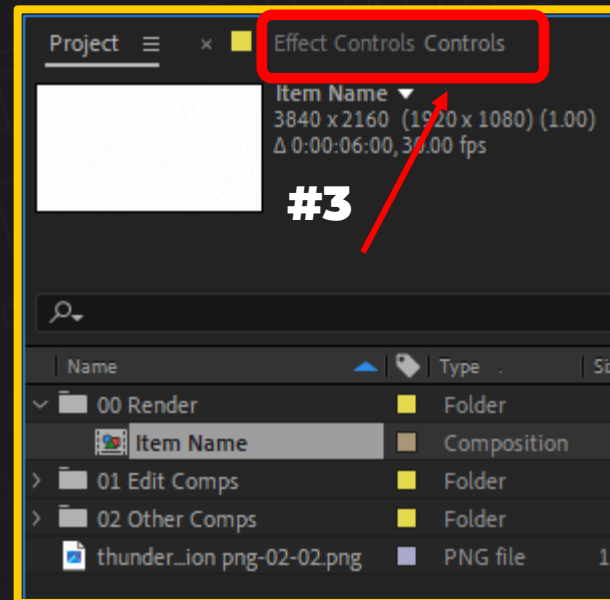 Project ≡ × Effect Controls Controls
Item Name
3840 x 2160 (1920 x 1080) (1.00)
Δ 0:00:06:00, 30.00 fps
#3
Name Type
00 Render Folder
Item Name Composition
01 Edit Comps Folder
02 Other Comps Folder
thunder...ion png-02-02.png PNG file 1